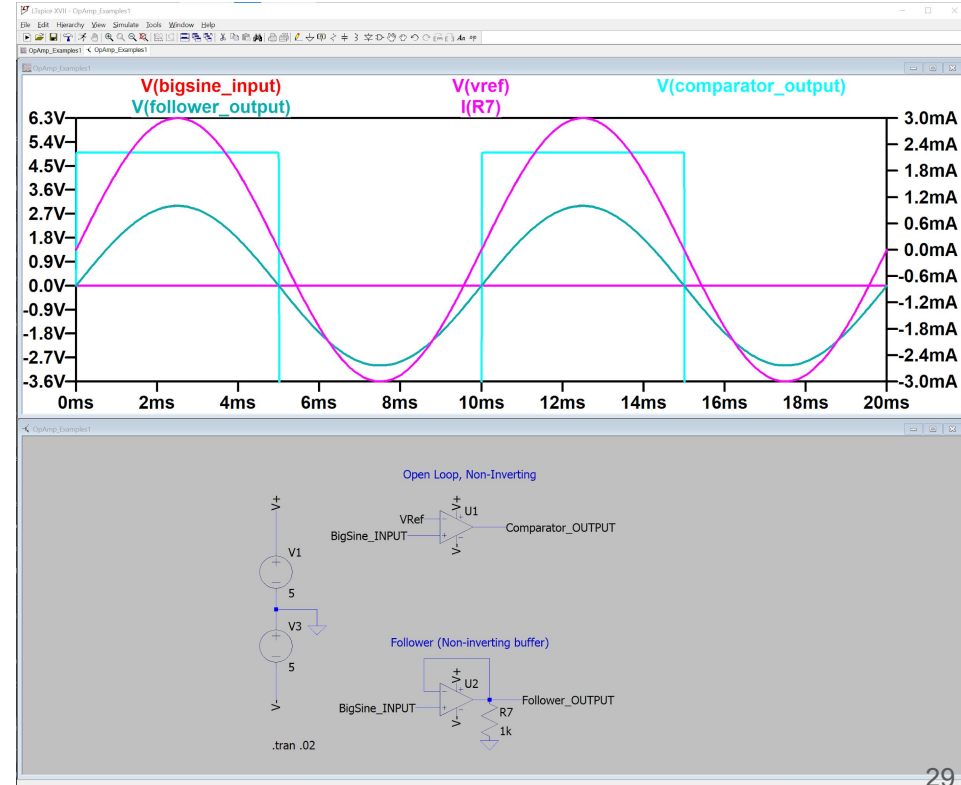 LTspice XVII - OpAmp_Examples1
File Edit Hierarchy View Simulate Tools Window Help
OpAmp_Examples1 OpAmp_Examples1
OpAmp_Examples1
V(bigsine_input) V(vref) V(comparator_output)
V(follower_output) I(R7)
6.3V 3.0mA
5.4V 2.4mA
4.5V 1.8mA
3.6V 1.2mA
2.7V 0.6mA
1.8V 0.0mA
0.9V -0.6mA
0.0V -1.2mA
-0.9V -1.8mA
-1.8V -2.4mA
-2.7V -3.0mA
-3.6V
0ms 2ms 4ms 6ms 8ms 10ms 12ms 14ms 16ms 18ms 20ms
OpAmp_Examples1
Open Loop, Non-Inverting
V+ V+ U1
VRef
BigSine_INPUT Comparator_OUTPUT
V-
V1
5
V3
5
V-
Follower (Non-inverting buffer)
V+ U2
BigSine_INPUT Follower_OUTPUT
V- R7
1k
.tran .02
29